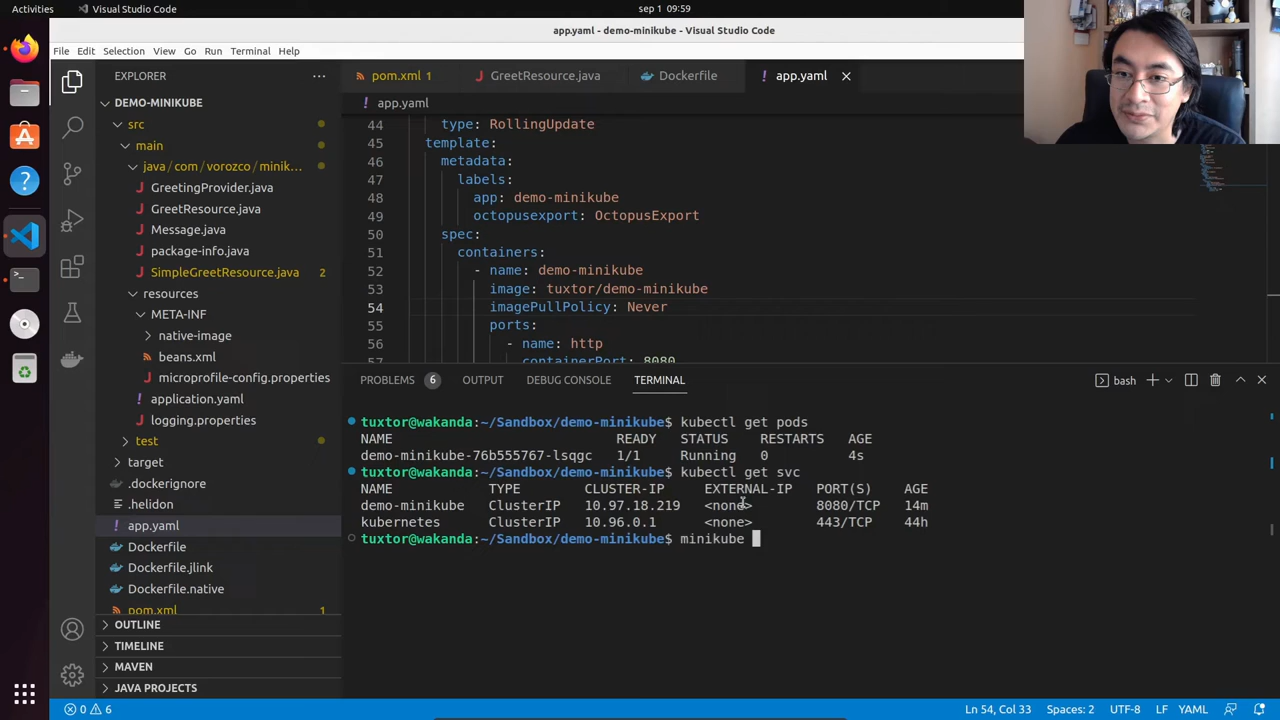 Activities
Visual Studio Code
sep 1 09:59
app.yaml - demo-minikube - Visual Studio Code
File Edit Selection View Go Run Terminal Help
EXPLORER
DEMO-MINIKUBE
src
main
java / com / vorozco / minik...
GreetingProvider.java
GreetResource.java
Message.java
package-info.java
SimpleGreetResource.java 2
resources
META-INF
native-image
beans.xml
microprofile-config.properties
application.yaml
logging.properties
test
target
.dockerignore
.helidon
app.yaml
Dockerfile
Dockerfile.jlink
Dockerfile.native
pom.xml 1
OUTLINE
TIMELINE
MAVEN
JAVA PROJECTS
pom.xml 1 GreetResource.java Dockerfile app.yaml
app.yaml
44 type: RollingUpdate
45 template:
46 metadata:
47 labels:
48 app: demo-minikube
49 octopusexport: OctopusExport
50 spec:
51 containers:
52 - name: demo-minikube
53 image: tuxtor/demo-minikube
54 imagePullPolicy: Never
55 ports:
56 - name: http
57 containerPort: 8080
PROBLEMS 6 OUTPUT DEBUG CONSOLE TERMINAL
bash
tuxtor@wakanda:~/Sandbox/demo-minikube$ kubectl get pods
NAME READY STATUS RESTARTS AGE
demo-minikube-76b555767-lsqgc 1/1 Running 0 4s
tuxtor@wakanda:~/Sandbox/demo-minikube$ kubectl get svc
NAME TYPE CLUSTER-IP EXTERNAL-IP PORT(S) AGE
demo-minikube ClusterIP 10.97.18.219 <none> 8080/TCP 14m
kubernetes ClusterIP 10.96.0.1 <none> 443/TCP 44h
tuxtor@wakanda:~/Sandbox/demo-minikube$ minikube
0 6
Ln 54, Col 33 Spaces: 2 UTF-8 LF YAML